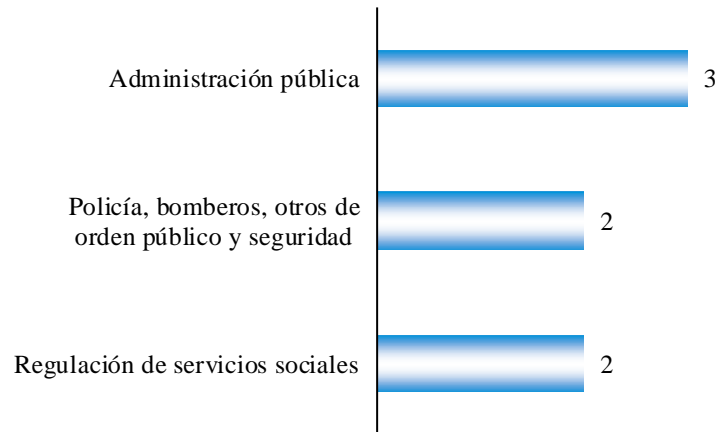 Administración pública 3
Policía, bomberos, otros de
orden público y seguridad 2
Regulación de servicios sociales 2